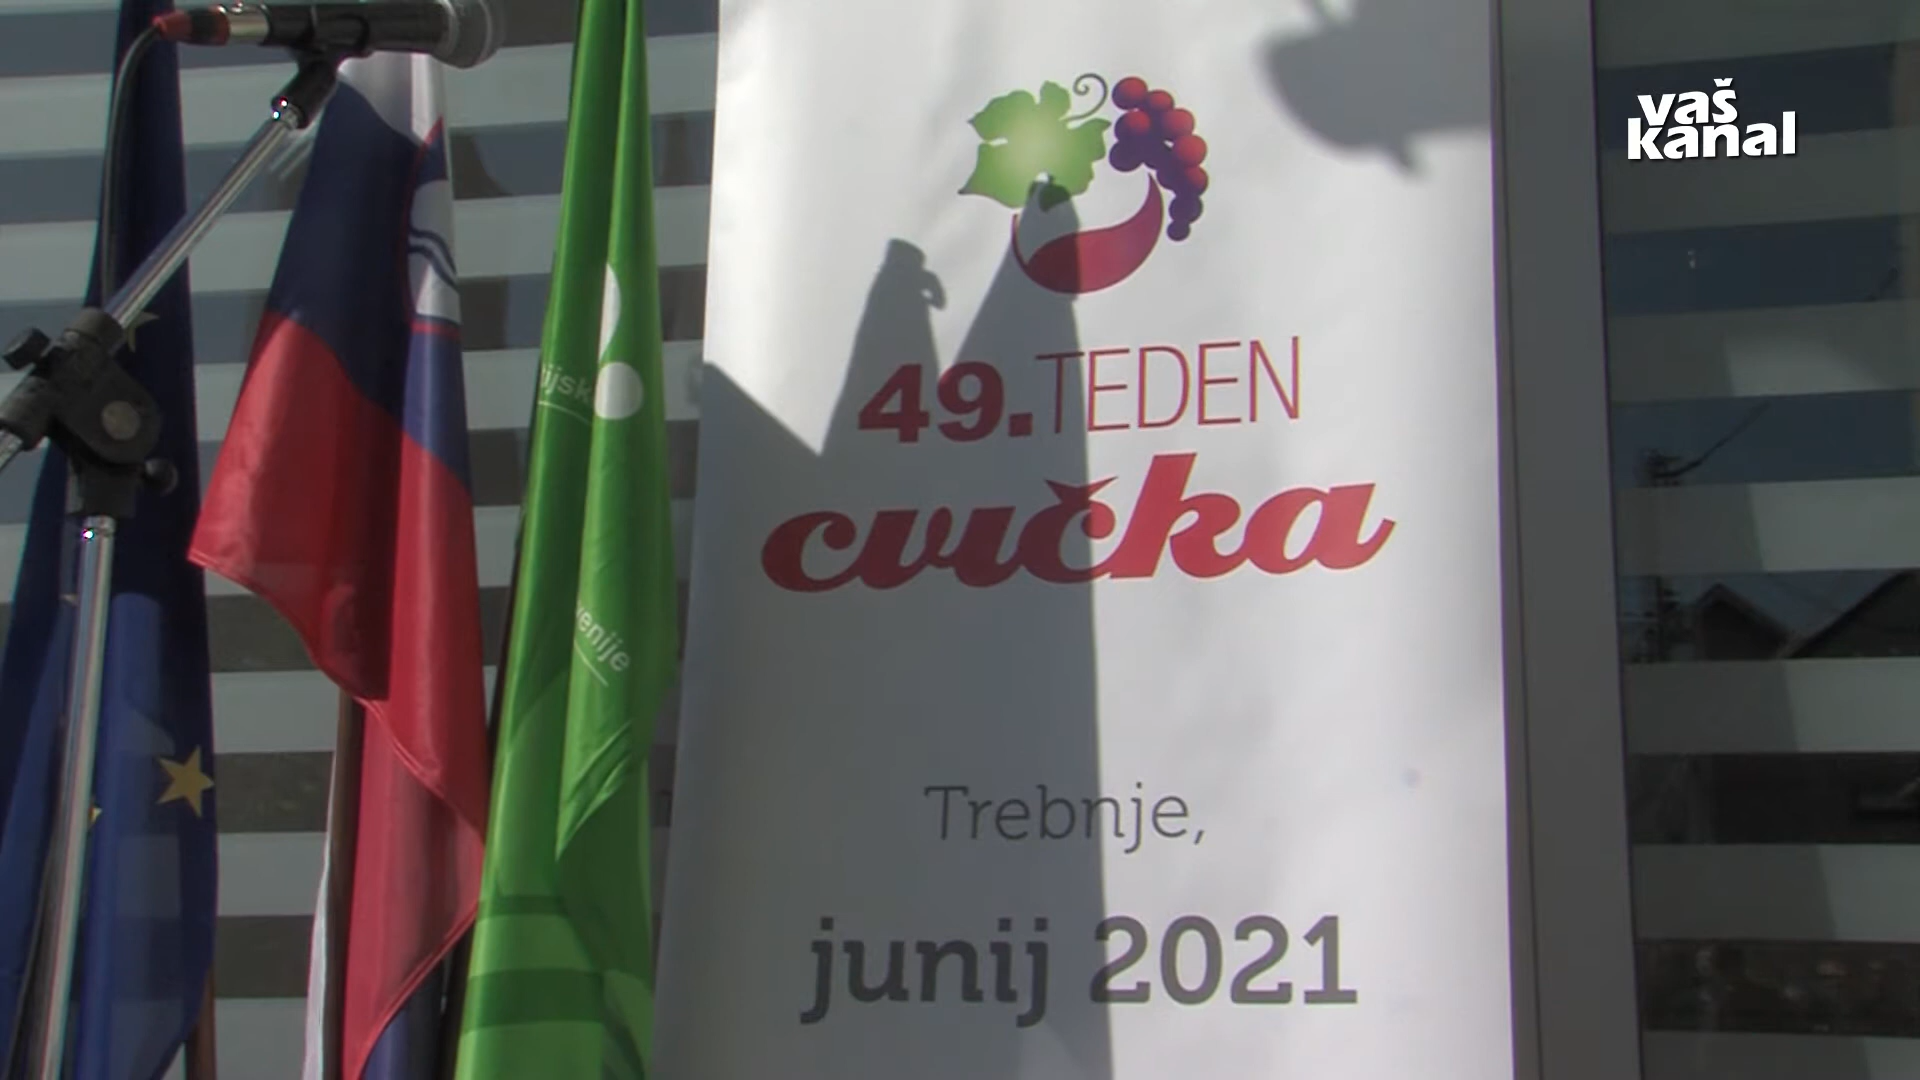 vaš
kanal
49. TEDEN
cvička
Trebnje,
junij 2021